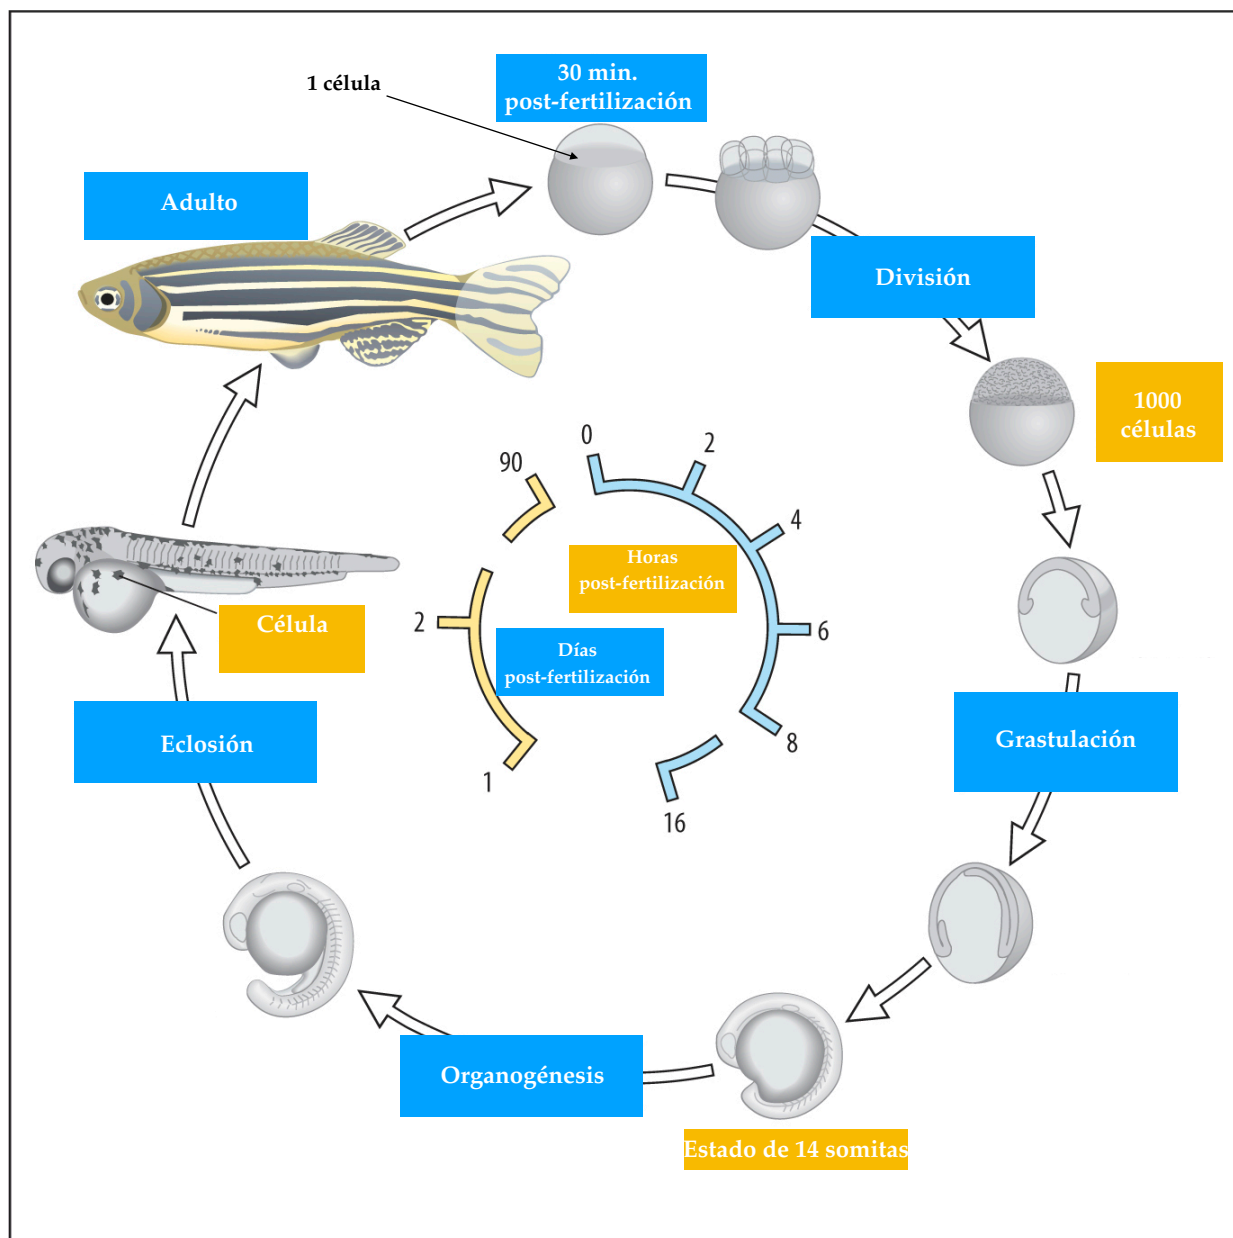 1 célula
30 min.
post-fertilización
Adulto
División
1000
células
0
2
4
6
8
16
90
2
1
Horas
post-fertilización
Días
post-fertilización
Célula
Eclosión
Grastulación
Organogénesis
Estado de 14 somitas